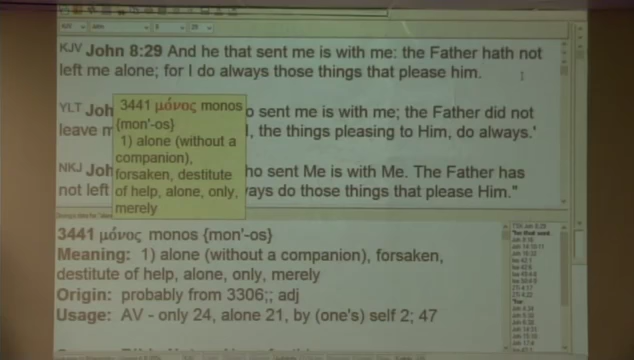 KJV John 8:29 And he that sent me is with me: the Father hath not
left me alone; for I do always those things that please him.
YLT Joh
o sent me is with me; the Father did not
leave m
, the things pleasing to Him, do always.'
NKJ Joh
ho sent Me is with Me. The Father has
not left
ays do those things that please Him."
3441 μόνος monos
{mon'-os}
1) alone (without a
companion),
forsaken, destitute
of help, alone, only,
merely
3441 μόνος monos {mon'-os}
Meaning: 1) alone (without a companion), forsaken,
destitute of help, alone, only, merely
Origin: probably from 3306;; adj
Usage: AV - only 24, alone 21, by (one's) self 2; 47